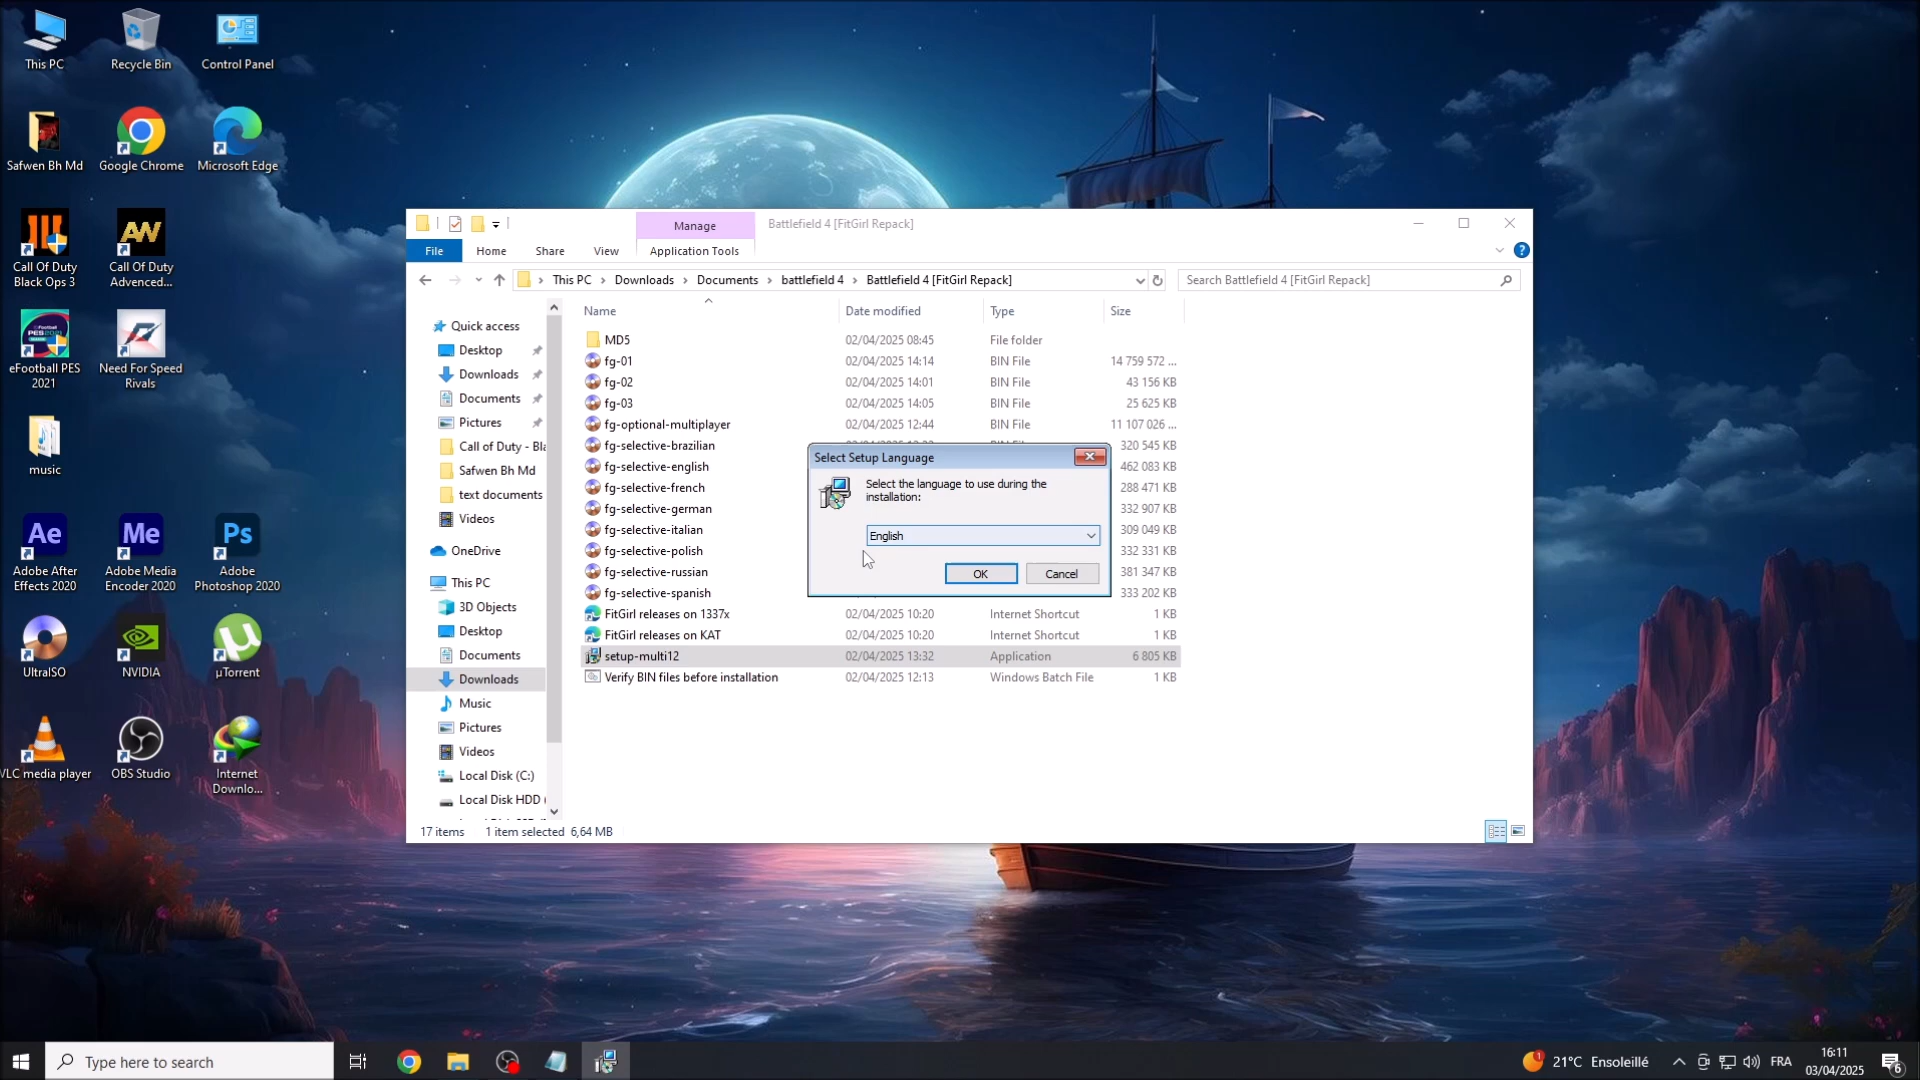 This PC
Recycle Bin
Control Panel
Safwen Bh Md
Google Chrome
Microsoft Edge
Call Of Duty
Black Ops 3
Call Of Duty
Advanced...
eFootball PES
2021
Need For Speed
Rivals
music
Ae
Adobe After
Effects 2020
Me
Adobe Media
Encoder 2020
Ps
Adobe
Photoshop 2020
UltraISO
NVIDIA
µTorrent
VLC media player
OBS Studio
Internet
Downlo...
Manage
Battlefield 4 [FitGirl Repack]
File
Home
Share
View
Application Tools
This PC
Downloads
Documents
battlefield 4
Battlefield 4 [FitGirl Repack]
Search Battlefield 4 [FitGirl Repack]
Quick access
Desktop
Downloads
Documents
Pictures
Call of Duty - Bla
Safwen Bh Md
text documents
Videos
OneDrive
This PC
3D Objects
Desktop
Documents
Downloads
Music
Pictures
Videos
Local Disk (C:)
Local Disk HDD (
Name Date modified Type Size
MD5 02/04/2025 08:45 File folder
fg-01 02/04/2025 14:14 BIN File 14 759 572 ...
fg-02 02/04/2025 14:01 BIN File 43 156 KB
fg-03 02/04/2025 14:05 BIN File 25 625 KB
fg-optional-multiplayer 02/04/2025 12:44 BIN File 11 107 026 ...
fg-selective-brazilian 320 545 KB
fg-selective-english 462 083 KB
fg-selective-french 288 471 KB
fg-selective-german 332 907 KB
fg-selective-italian 309 049 KB
fg-selective-polish 332 331 KB
fg-selective-russian 381 347 KB
fg-selective-spanish 333 202 KB
FitGirl releases on 1337x 02/04/2025 10:20 Internet Shortcut 1 KB
FitGirl releases on KAT 02/04/2025 10:20 Internet Shortcut 1 KB
setup-multi12 02/04/2025 13:32 Application 6 805 KB
Verify BIN files before installation 02/04/2025 12:13 Windows Batch File 1 KB
Select Setup Language
Select the language to use during the
installation:
English
OK
Cancel
17 items
1 item selected 6,64 MB
Type here to search
1
21°C Ensoleillé
FRA
16:11
03/04/2025
6